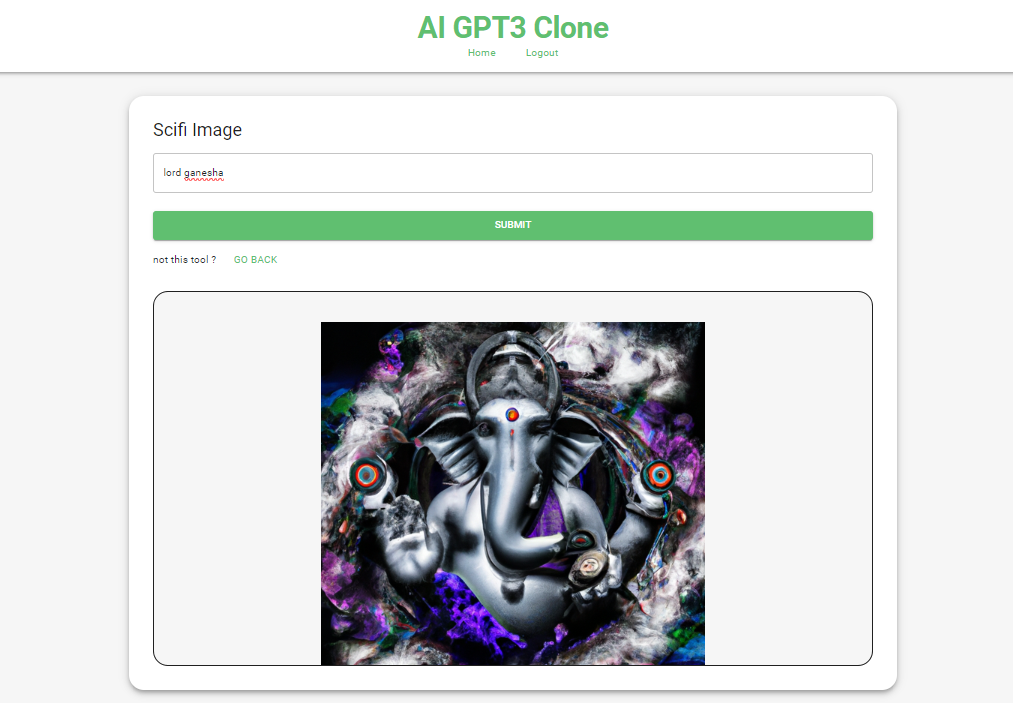 AI GPT3 Clone
Home Logout
Scifi Image
lord ganesha
SUBMIT
not this tool ? GO BACK